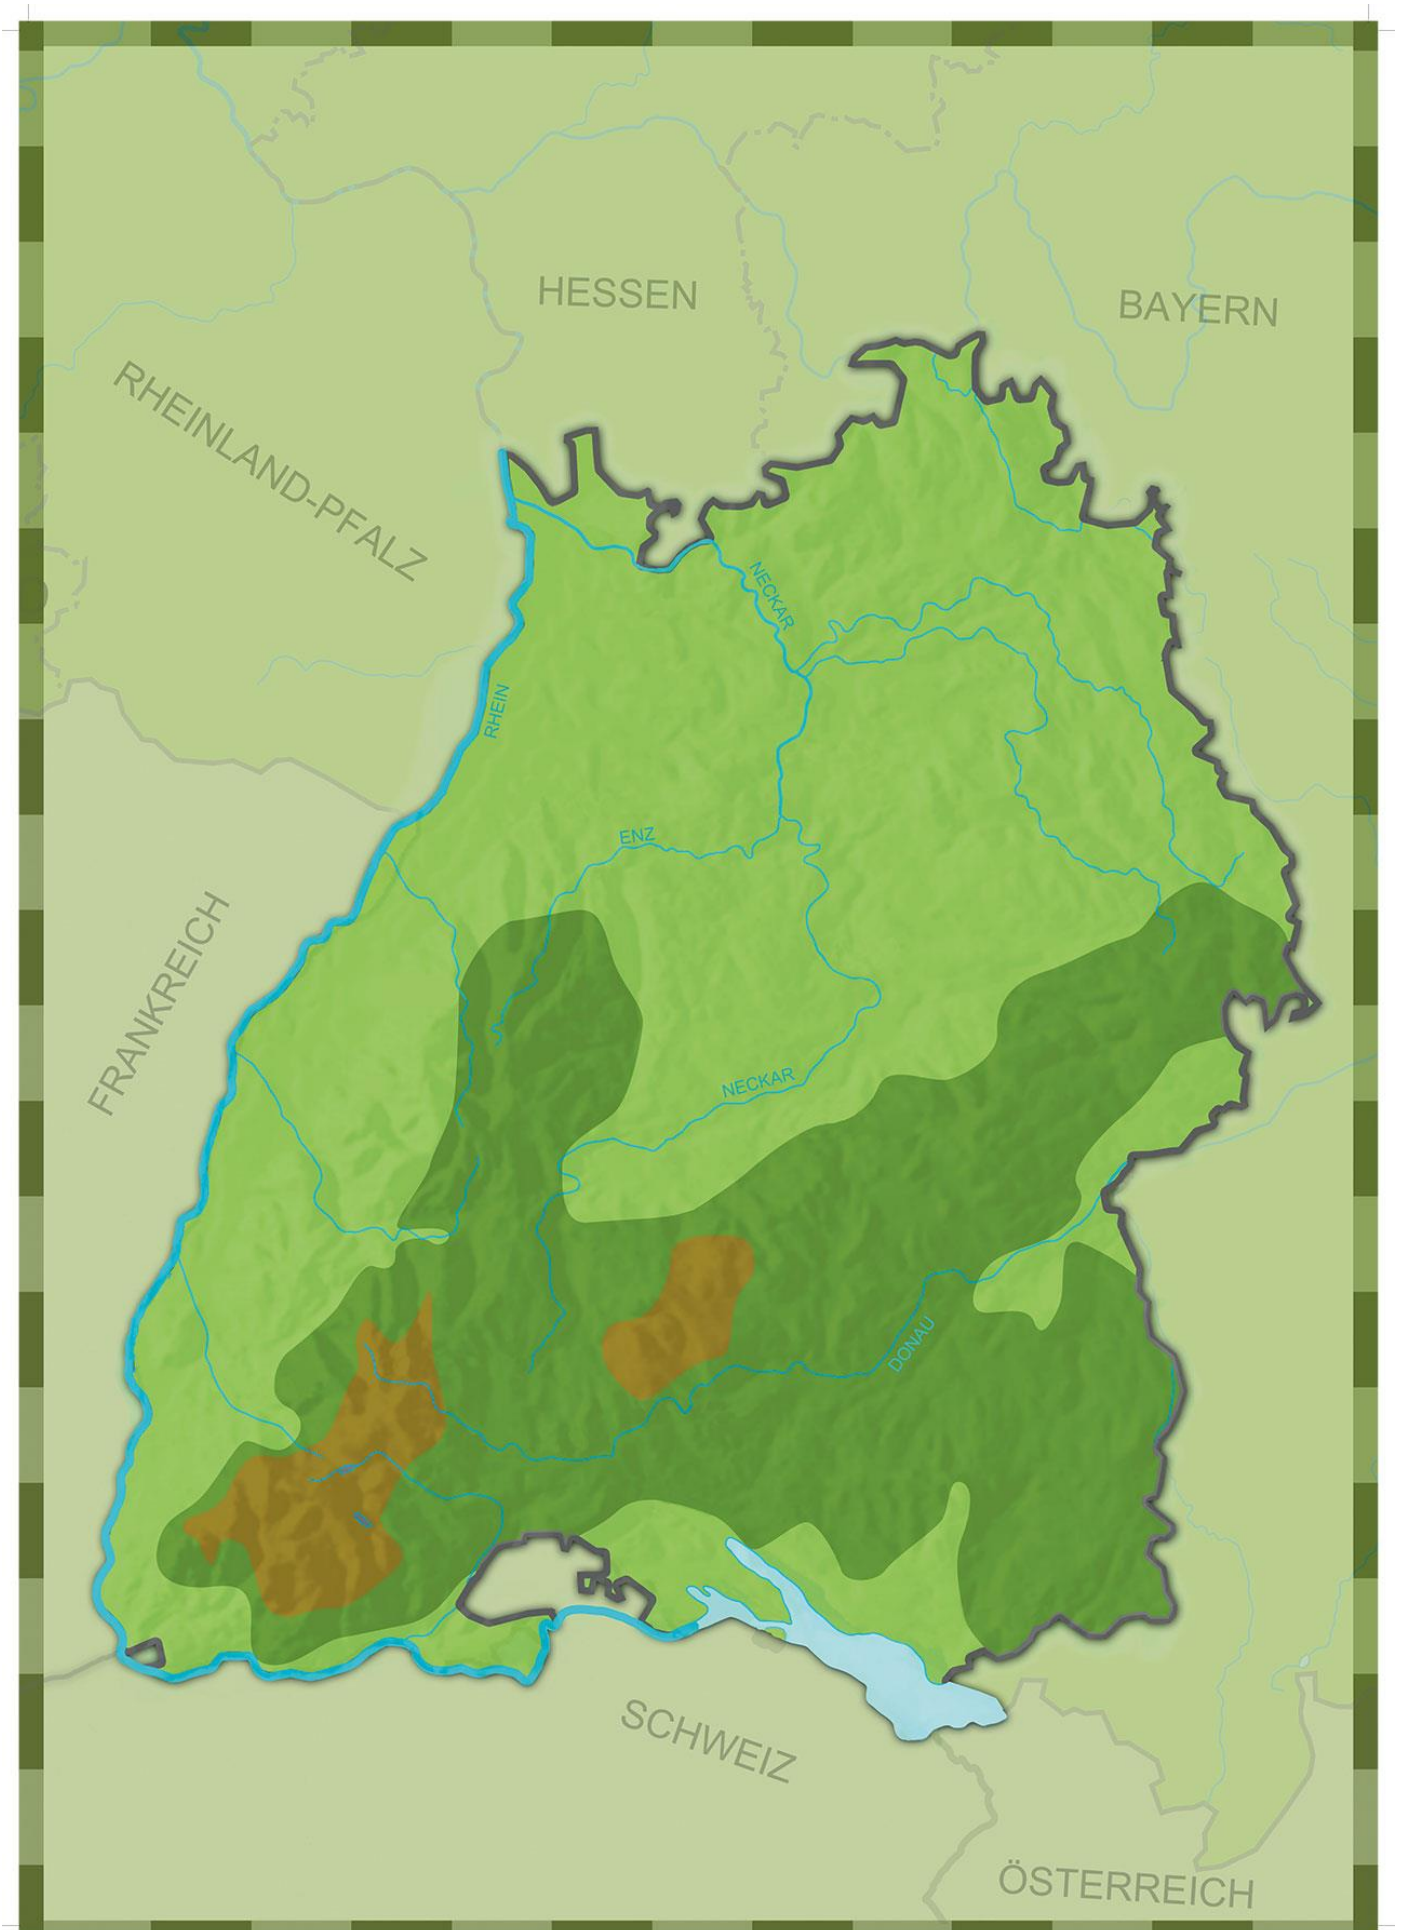 HESSEN
BAYERN
RHEINLAND-PFALZ
NECKAR
RHEIN
ENZ
FRANKREICH
NECKAR
DONAU
SCHWEIZ
ÖSTERREICH